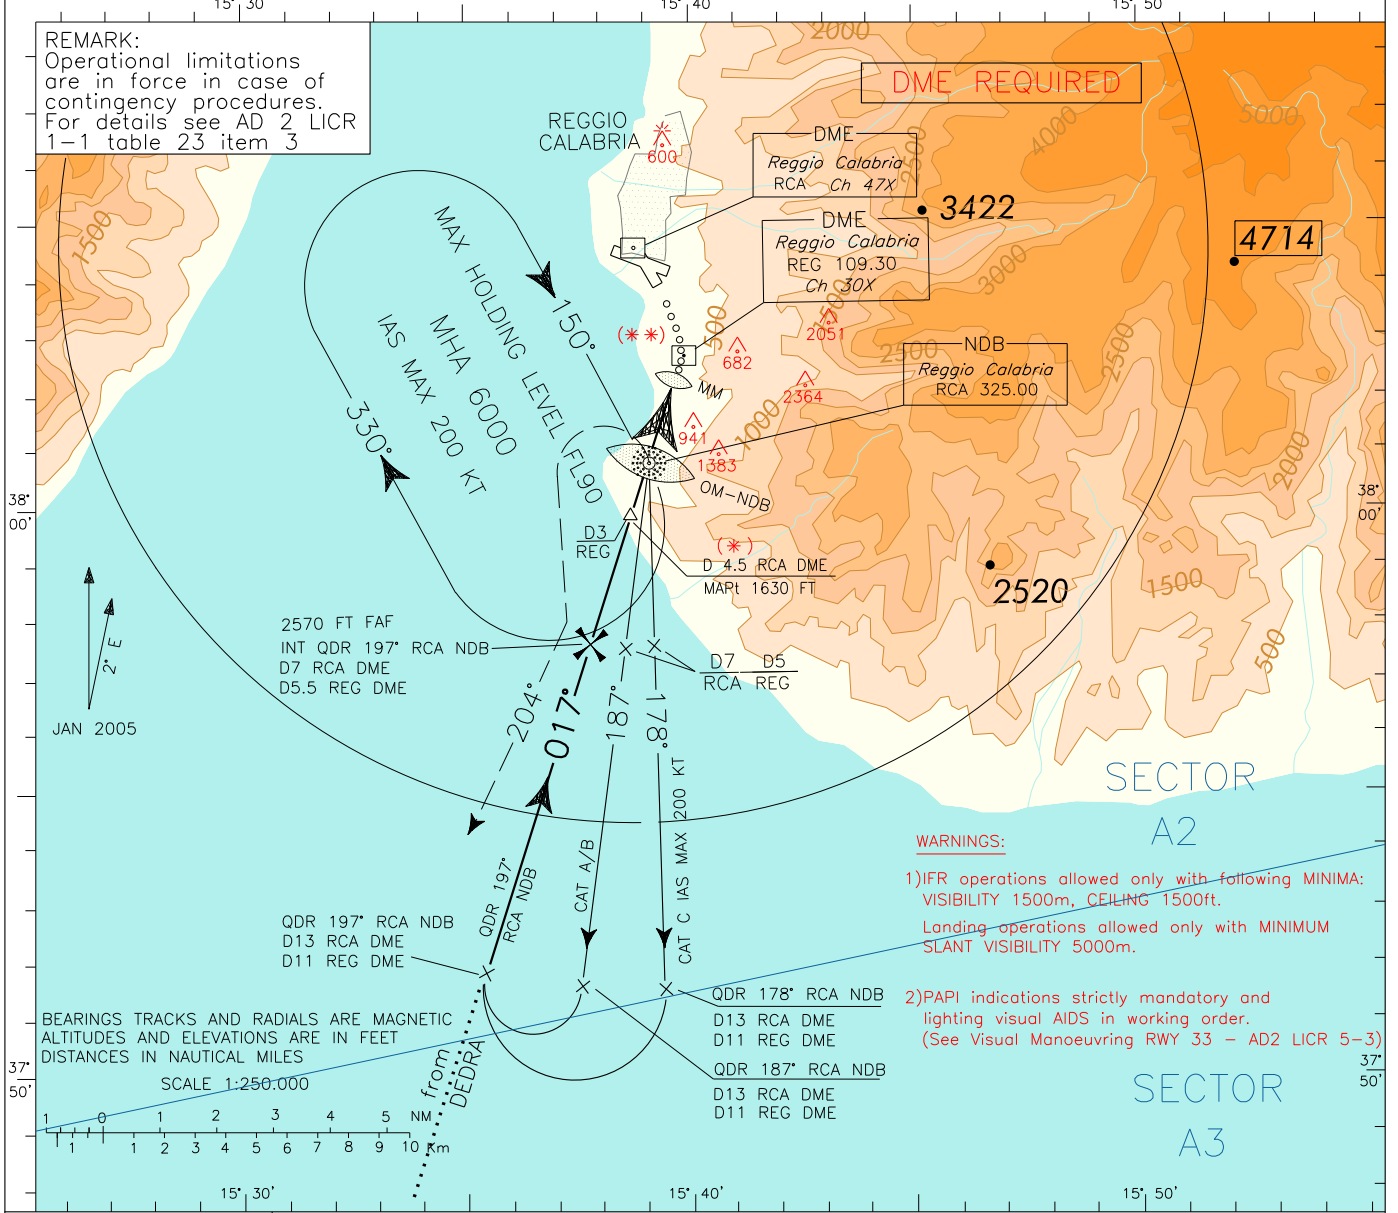 15° 30'
15° 40'
15° 50'
REMARK:
Operational limitations
are in force in case of
contingency procedures.
For details see AD 2 LICR
1-1 table 23 item 3
2000
DME REQUIRED
5000
4000
2500
REGGIO
CALABRIA
600
DME
Reggio Calabria
RCA Ch 47X
3422
4714
DME
Reggio Calabria
REG 109.30
Ch 30X
1500
3000
1500
MAX HOLDING LEVEL FL90
MHA 6000
IAS MAX 200 KT
150°
330°
(**)
500
682
2051
2500
2500
NDB
Reggio Calabria
RCA 325.00
MM
2364
941
1000
1383
2000
OM-NDB
38°
00'
38°
00'
D3
REG
(*)
D 4.5 RCA DME
MAPt 1630 FT
2520
1500
500
2570 FT FAF
INT QDR 197° RCA NDB
D7 RCA DME
D5.5 REG DME
2° E
JAN 2005
D7 D5
RCA REG
204°
017°
187°
178°
SECTOR
A2
CAT A/B
CAT C IAS MAX 200 KT
QDR 197°
RCA NDB
WARNINGS:
1)IFR operations allowed only with following MINIMA:
VISIBILITY 1500m, CEILING 1500ft.
Landing operations allowed only with MINIMUM
SLANT VISIBILITY 5000m.
2)PAPI indications strictly mandatory and
lighting visual AIDS in working order.
(See Visual Manoeuvring RWY 33 - AD2 LICR 5-3)
QDR 197° RCA NDB
D13 RCA DME
D11 REG DME
QDR 178° RCA NDB
D13 RCA DME
D11 REG DME
QDR 187° RCA NDB
D13 RCA DME
D11 REG DME
BEARINGS TRACKS AND RADIALS ARE MAGNETIC
ALTITUDES AND ELEVATIONS ARE IN FEET
DISTANCES IN NAUTICAL MILES
SCALE 1:250.000
37°
50'
37°
50'
from
DEDRA
1 0 1 2 3 4 5 NM
1 1 2 3 4 5 6 7 8 9 10 Km
SECTOR
A3
15° 30'
15° 40'
15° 50'